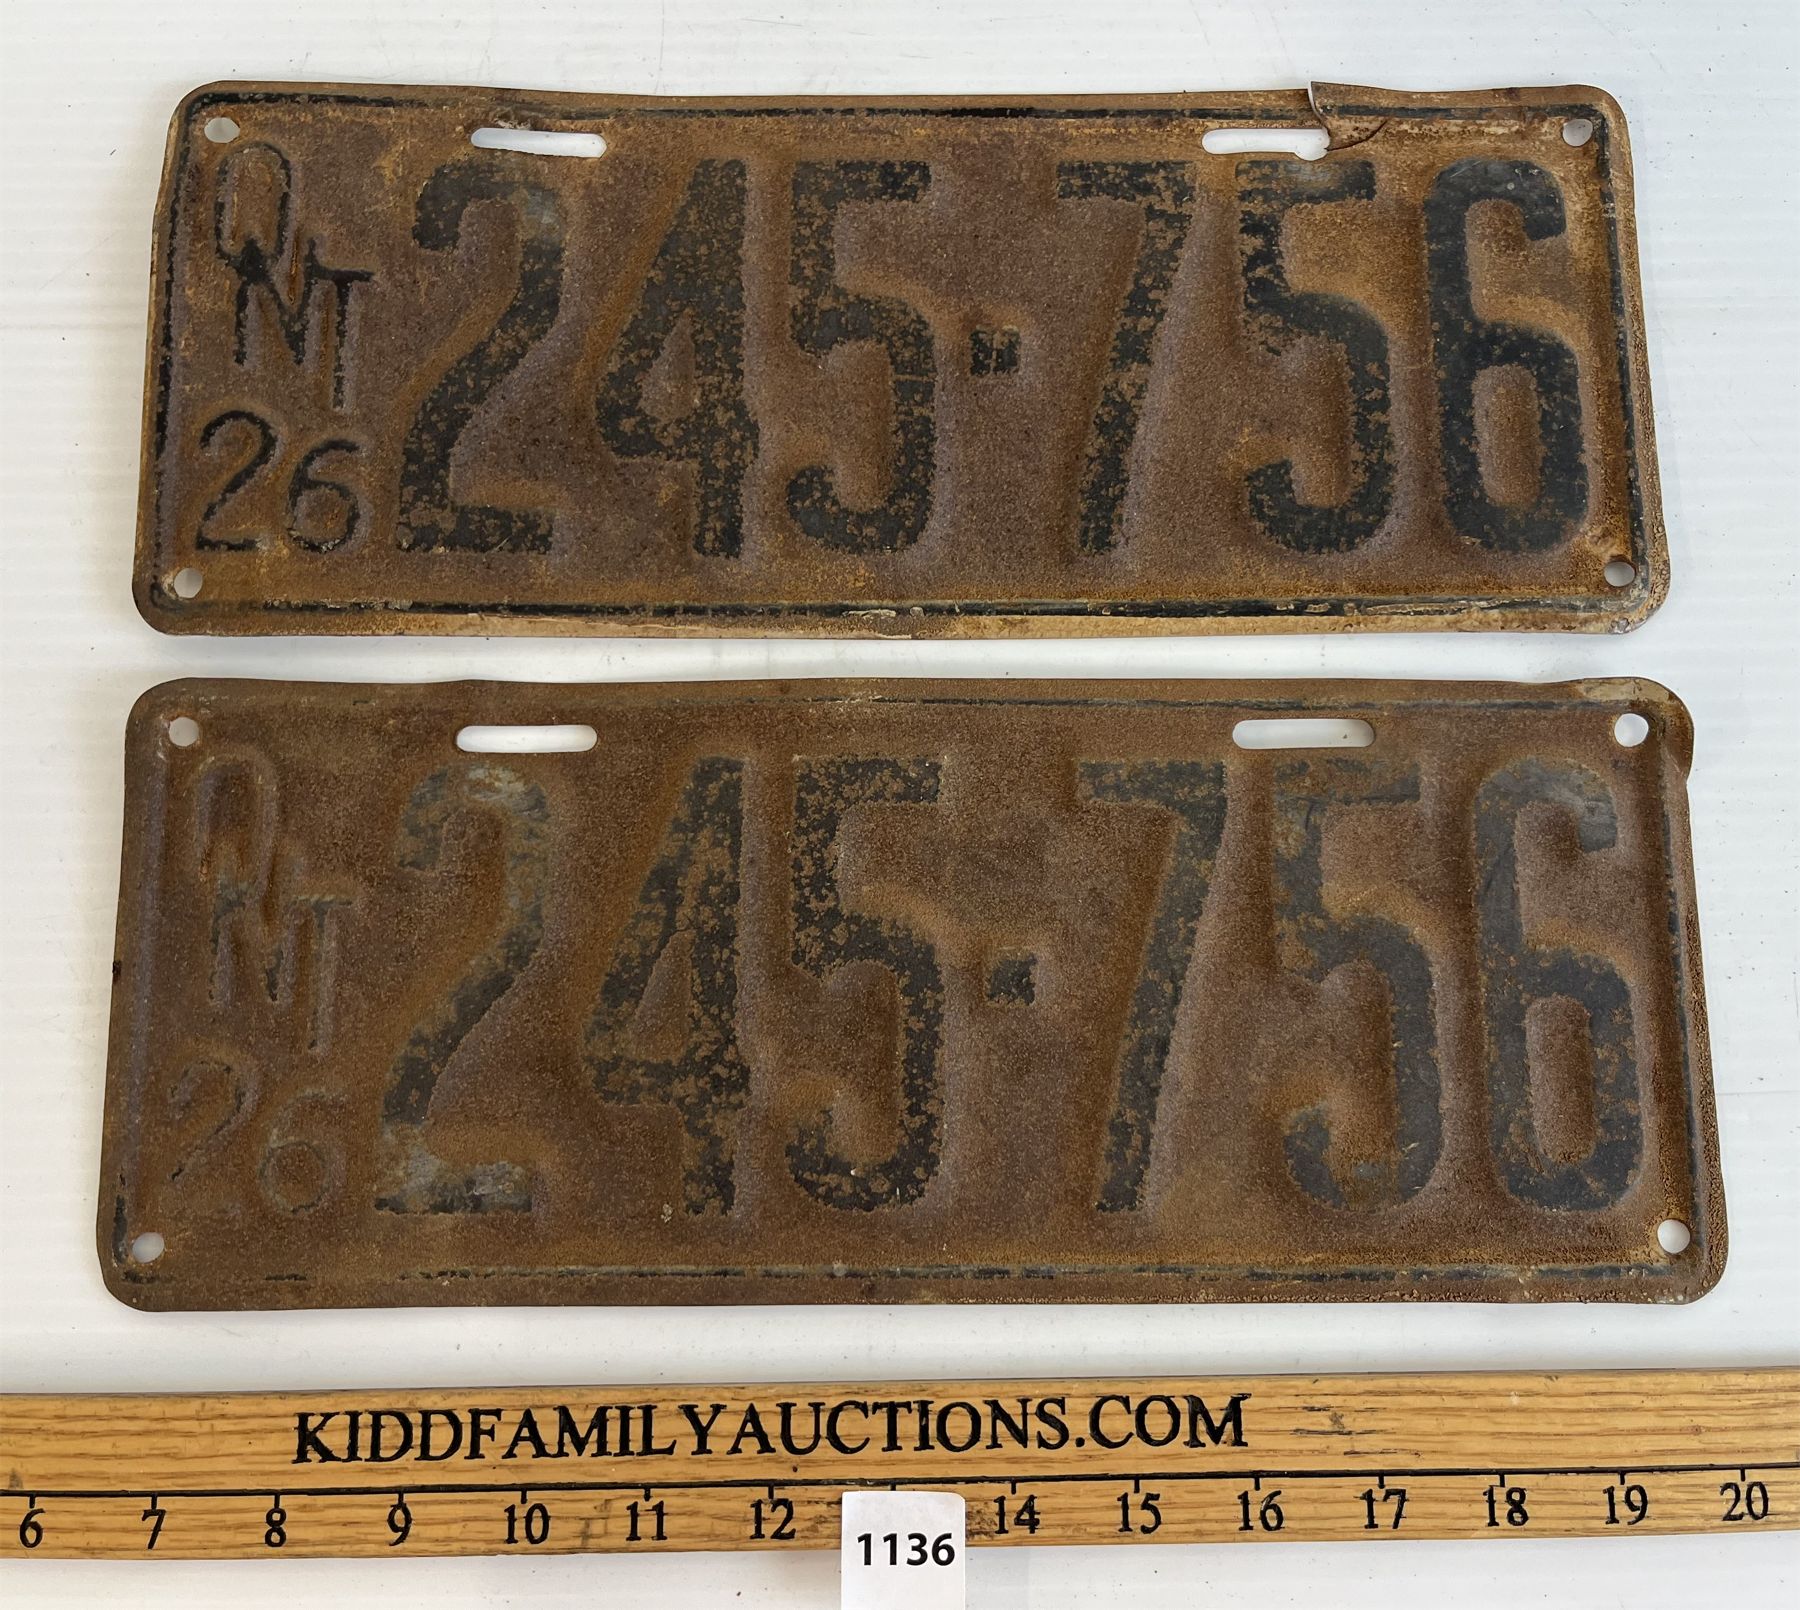 ONT 245-756
26
ONT 245-756
26
KIDDFAMILYAUCTIONS.COM
6 7 8 9 10 11 12 14 15 16 17 18 19 20
1136